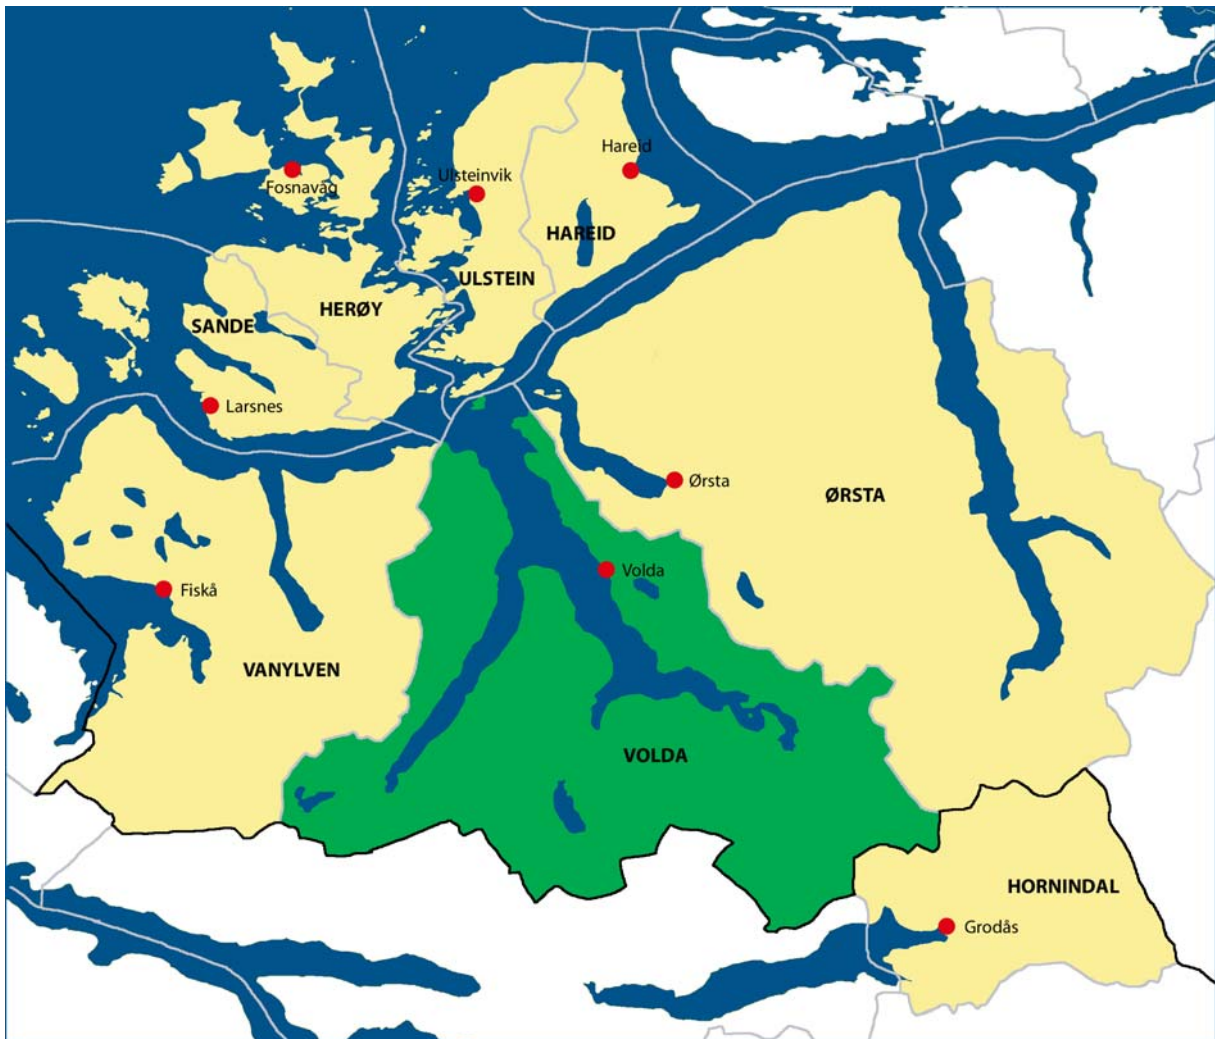 Hareid
Fosnavåg
Ulsteinvik
HAREID
ULSTEIN
HERØY
SANDE
Larsnes
Ørsta
ØRSTA
Volda
Fiskå
VANYLVEN
VOLDA
HORNINDAL
Grodås